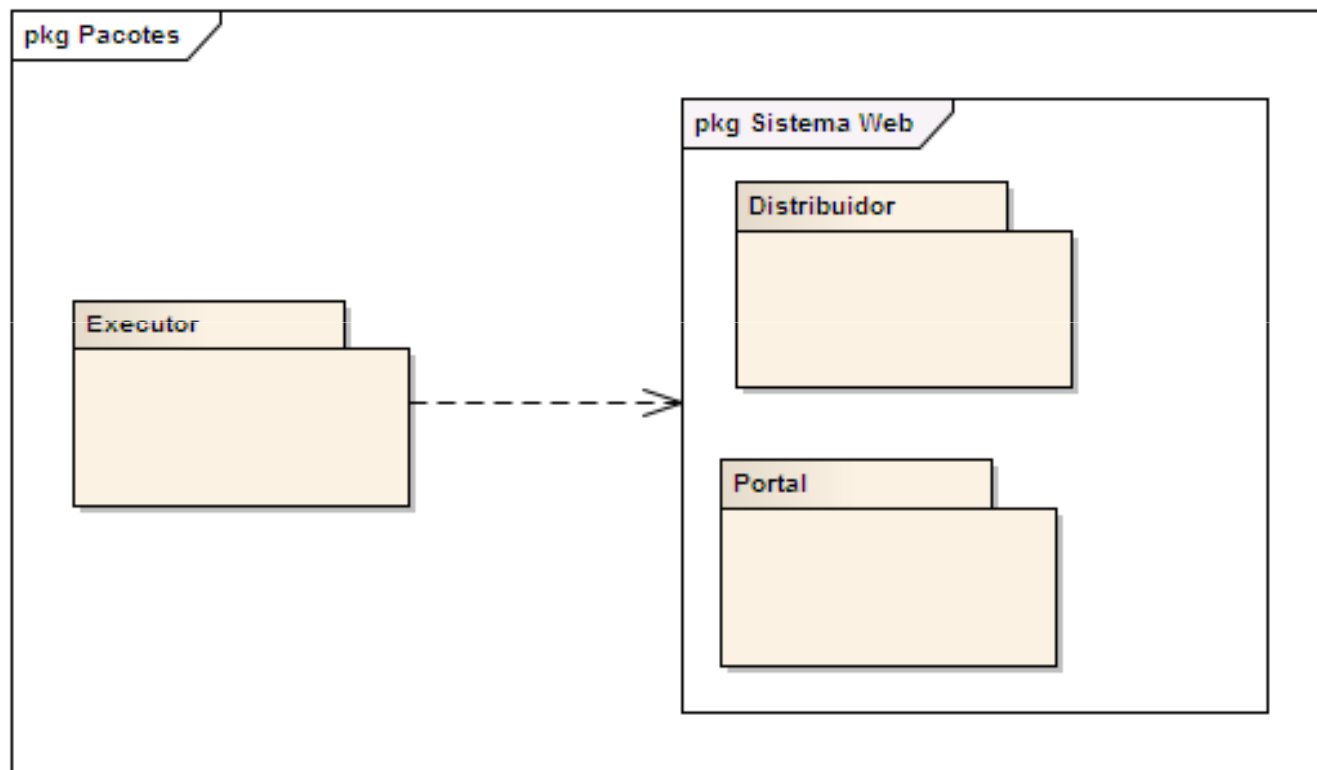 pkg Pacotes
pkg Sistema Web
Distribuidor
Executor
Portal